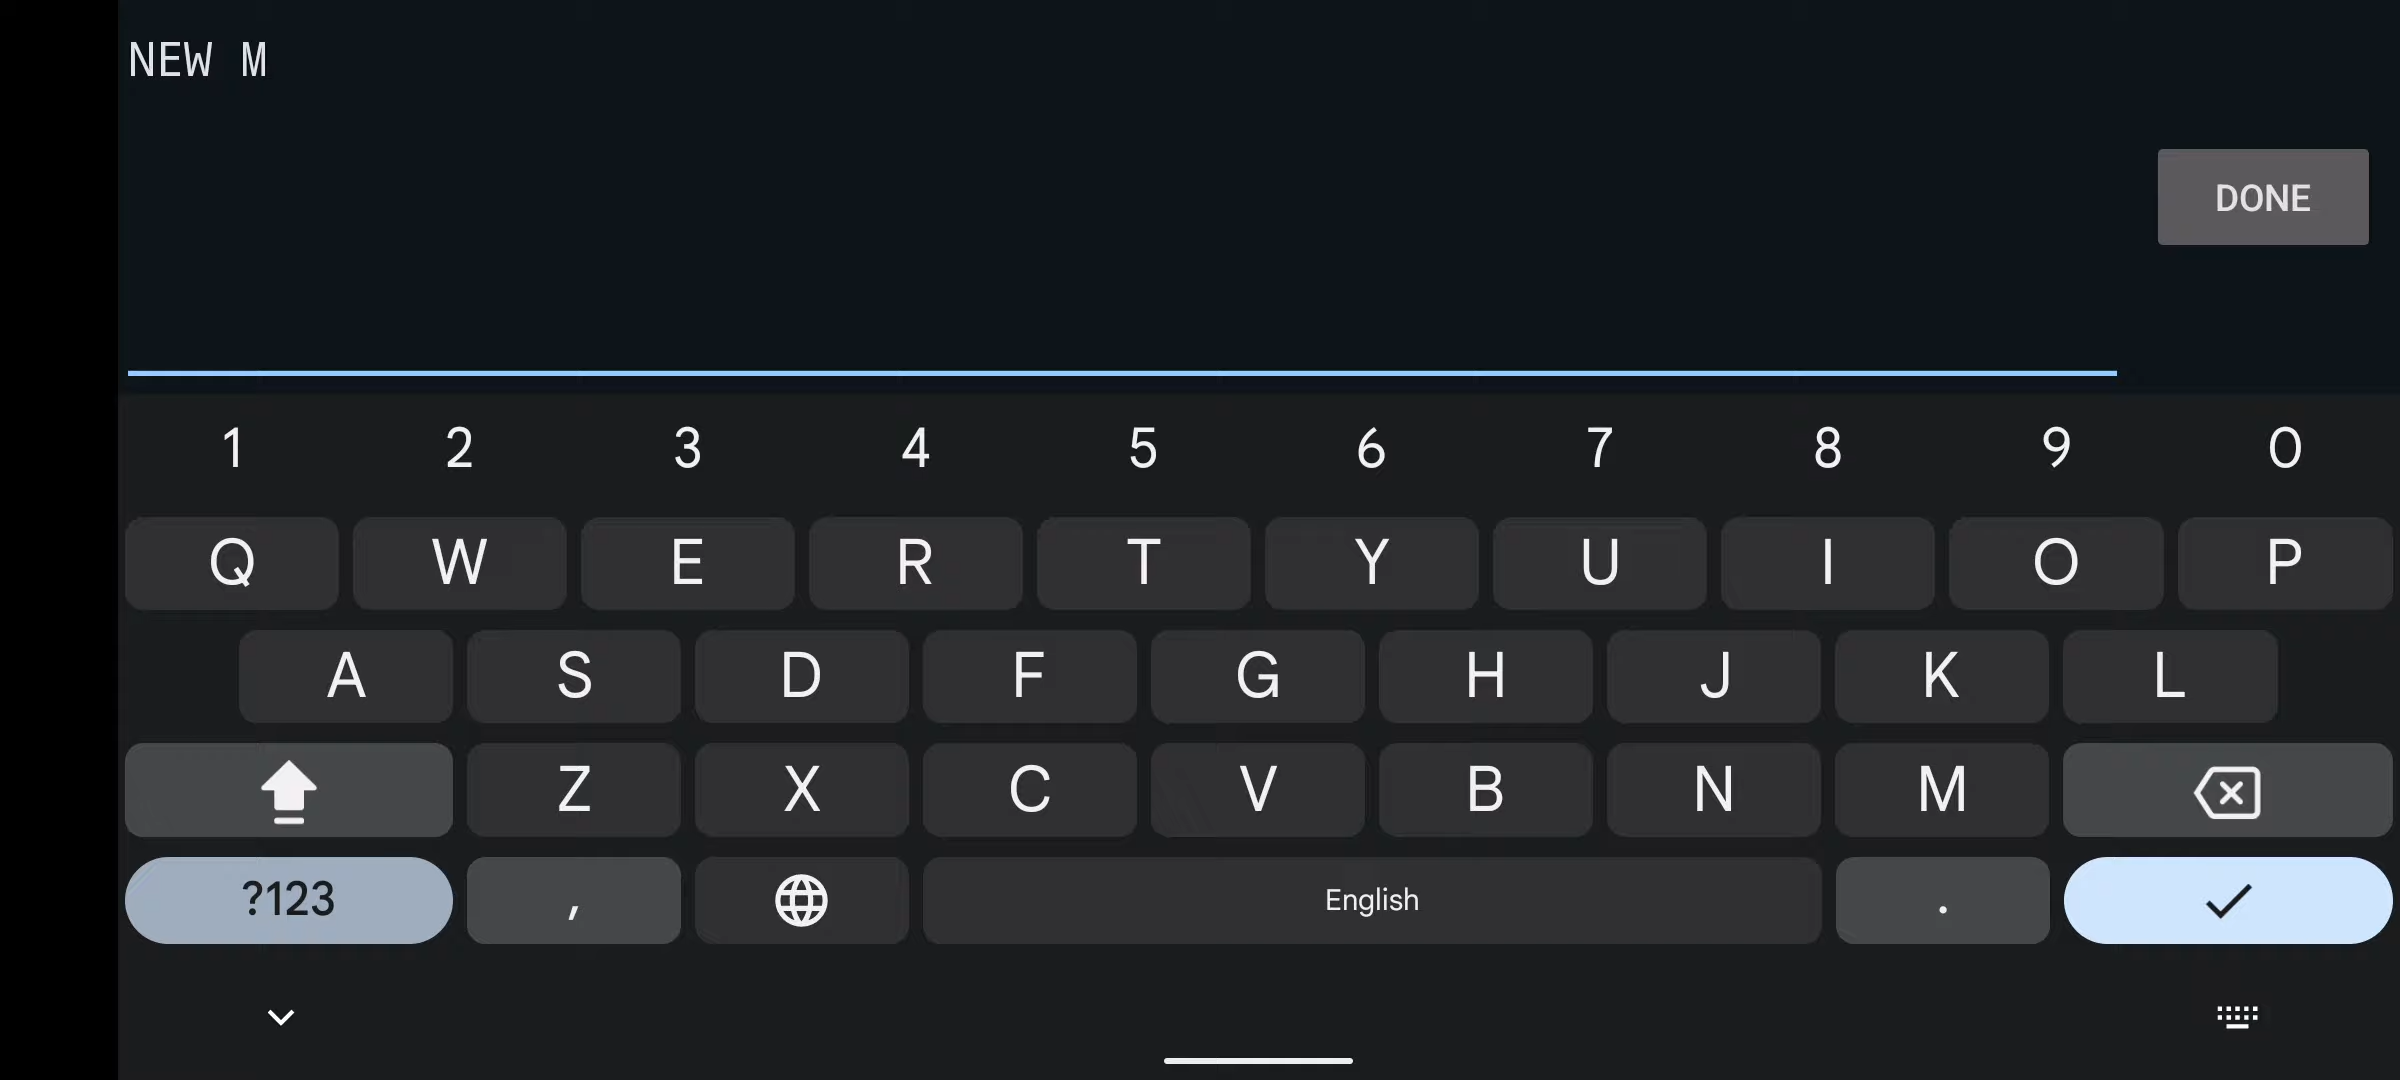 NEW M
DONE
1 2 3 4 5 6 7 8 9 0
Q W E R T Y U I O P
A S D F G H J K L
Z X C V B N M
?123 , English .